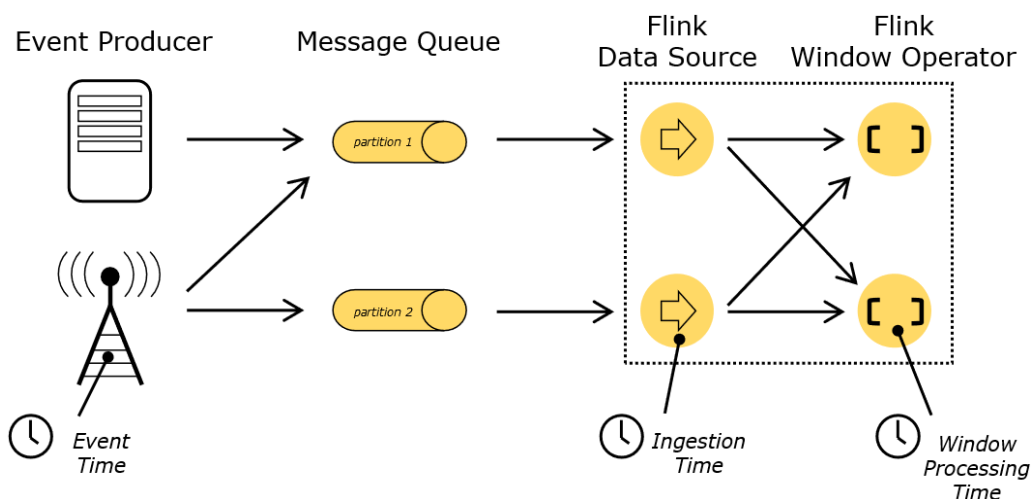 Event Producer
Message Queue
Flink
Data Source
Flink
Window Operator
partition 1
partition 2
Event
Time
Ingestion
Time
Window
Processing
Time